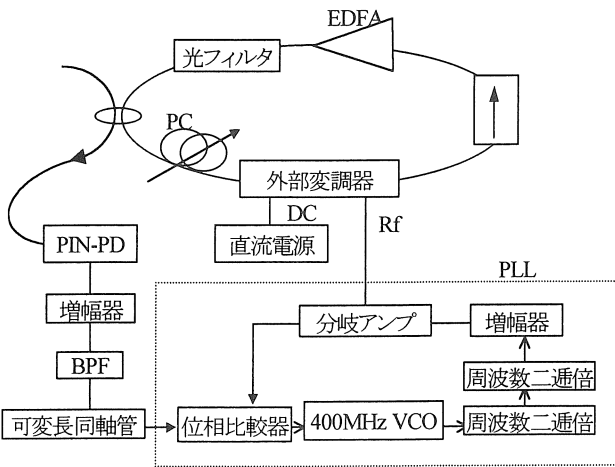 EDFA
光フィルタ
PC
外部変調器
DC
Rf
直流電源
PIN-PD
PLL
増幅器
分岐アンプ
増幅器
BPF
周波数二逓倍
可変長同軸管
位相比較器
400MHz VCO
周波数二逓倍